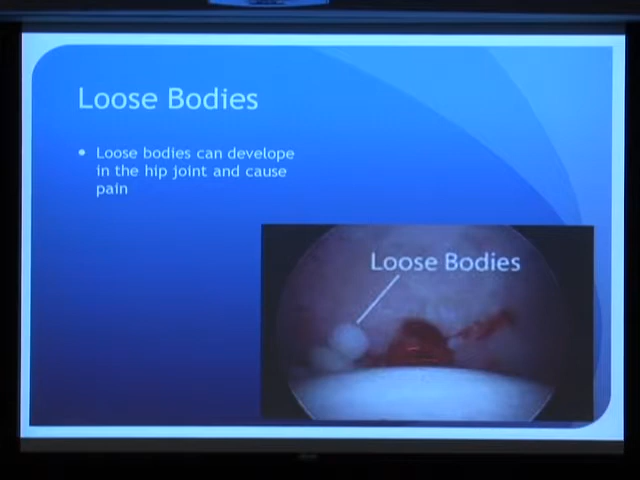 Loose Bodies
• Loose bodies can develope
in the hip joint and cause
pain
Loose Bodies